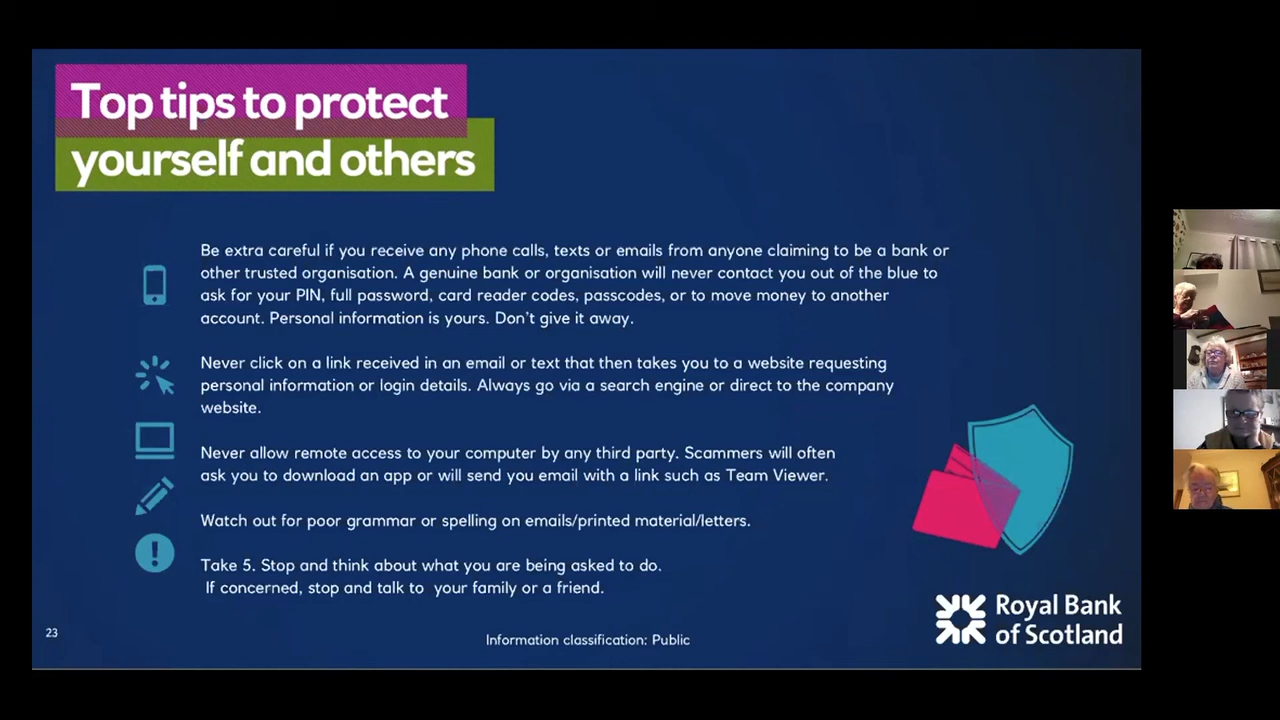 Top tips to protect
yourself and others
Be extra careful if you receive any phone calls, texts or emails from anyone claiming to be a bank or
other trusted organisation. A genuine bank or organisation will never contact you out of the blue to
ask for your PIN, full password, card reader codes, passcodes, or to move money to another
account. Personal information is yours. Don't give it away.
Never click on a link received in an email or text that then takes you to a website requesting
personal information or login details. Always go via a search engine or direct to the company
website.
Never allow remote access to your computer by any third party. Scammers will often
ask you to download an app or will send you email with a link such as Team Viewer.
Watch out for poor grammar or spelling on emails/printed material/letters.
Take 5. Stop and think about what you are being asked to do.
If concerned, stop and talk to  your family or a friend.
Royal Bank
of Scotland
23
Information classification: Public